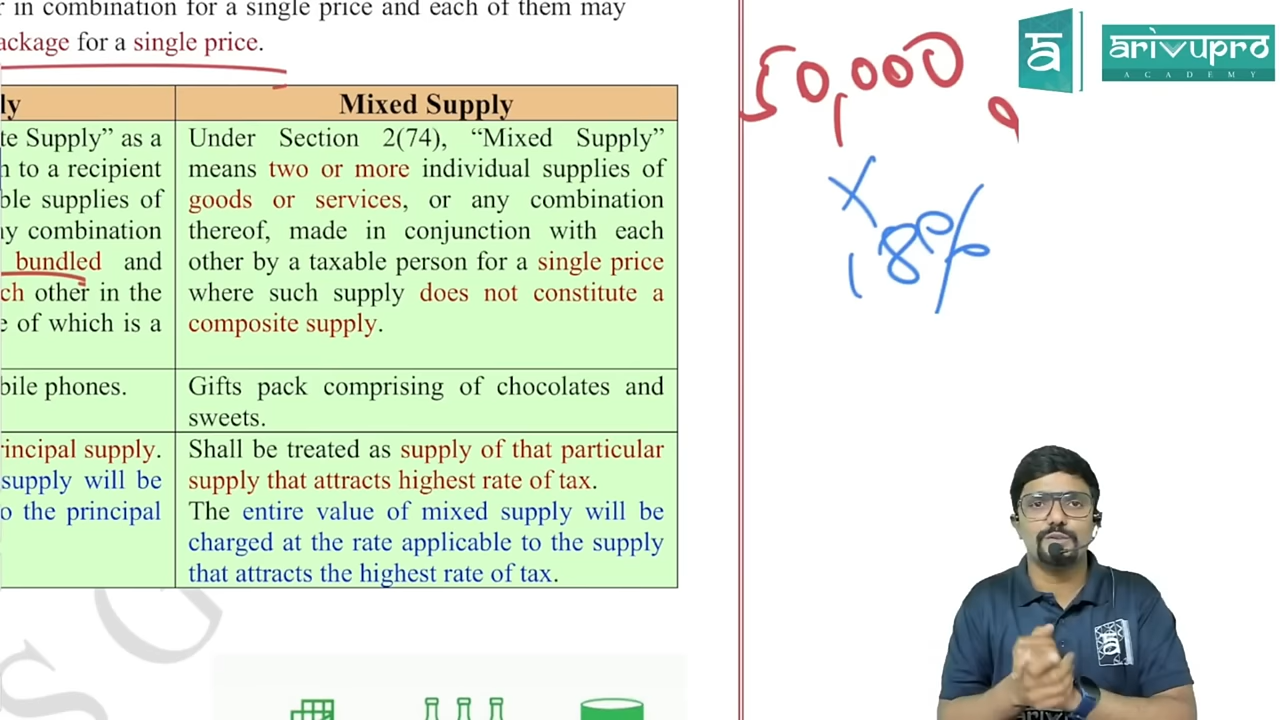 in combination for a single price and each of them may
package for a single price.
Mixed Supply
te Supply” as a
to a recipient
ble supplies of
combination
bundled and
other in the
e of which is a
Under Section 2(74), “Mixed Supply”
means two or more individual supplies of
goods or services, or any combination
thereof, made in conjunction with each
other by a taxable person for a single price
where such supply does not constitute a
composite supply.
bile phones.
Gifts pack comprising of chocolates and
sweets.
rincipal supply.
supply will be
o the principal
Shall be treated as supply of that particular
supply that attracts highest rate of tax.
The entire value of mixed supply will be
charged at the rate applicable to the supply
that attracts the highest rate of tax.
50,000
x
18%
arivupro
ACADEMY